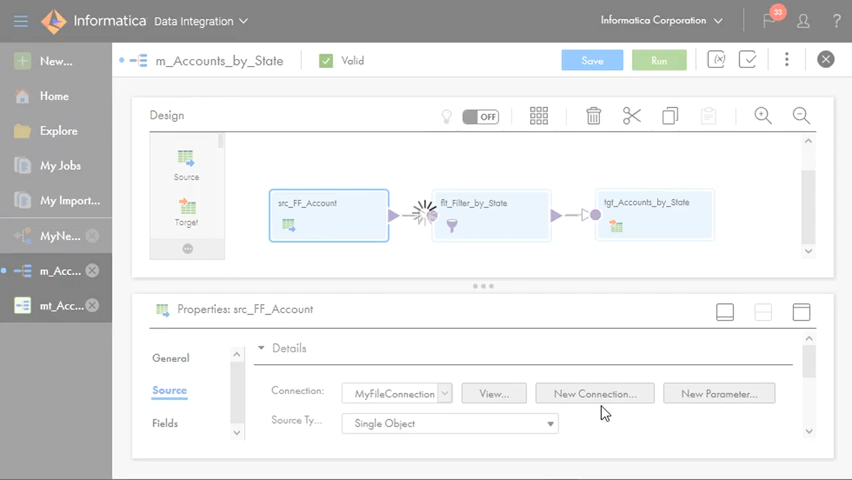 Informatica Data Integration Informatica Corporation 33 ?
New... m_Accounts_by_State Valid Save Run
Home
Explore
My Jobs
My Import...
MyNe...
m_Acc...
mt_Acc...
Design OFF
Source
Target
src_FF_Account flt_Filter_by_State tgt_Accounts_by_State
Properties: src_FF_Account
General
Source
Fields
Details
Connection: MyFileConnection View... New Connection... New Parameter...
Source Ty... Single Object